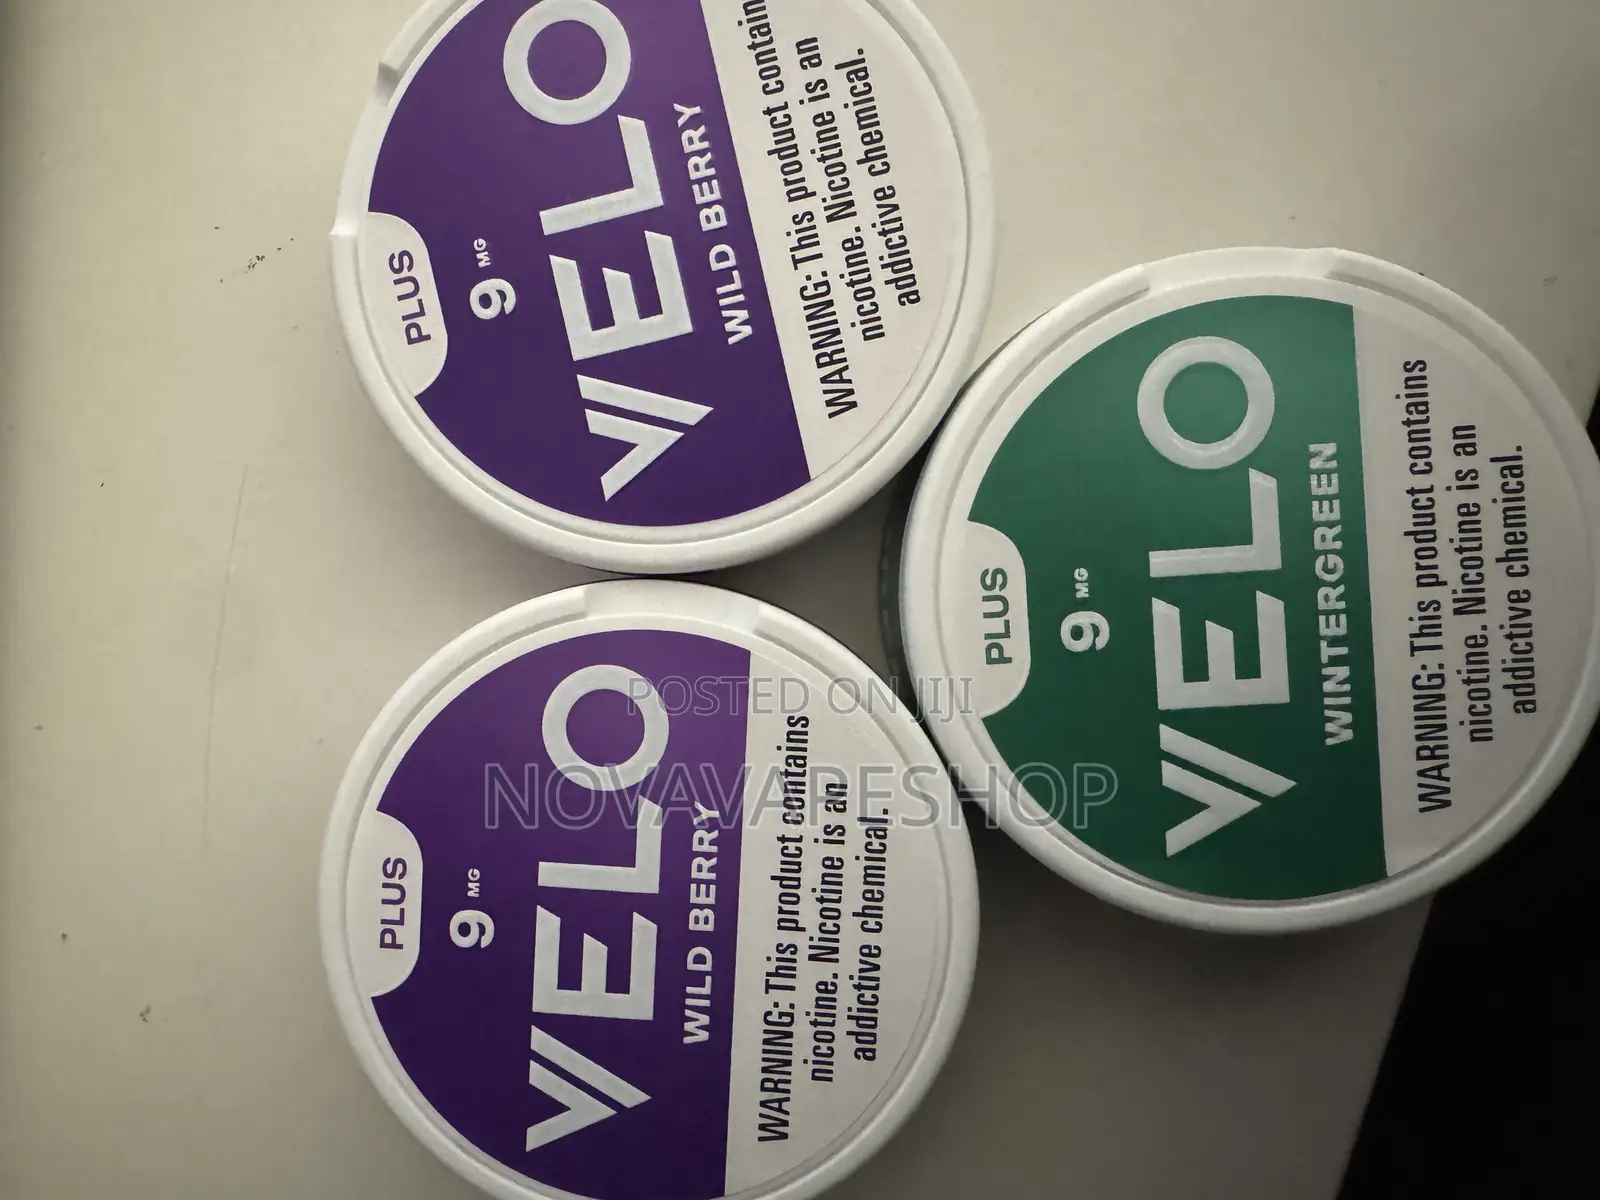 PLUS
9 MG
VELO
WILD BERRY
WARNING: This product contain
nicotine. Nicotine is an
addictive chemical.
PLUS
9 MG
VELO
WILD BERRY
WARNING: This product contains
nicotine. Nicotine is an
addictive chemical.
PLUS
9 MG
VELO
WINTERGREEN
WARNING: This product contains
nicotine. Nicotine is an
addictive chemical.
POSTED ON JIJI
NOVAVAPESHOP